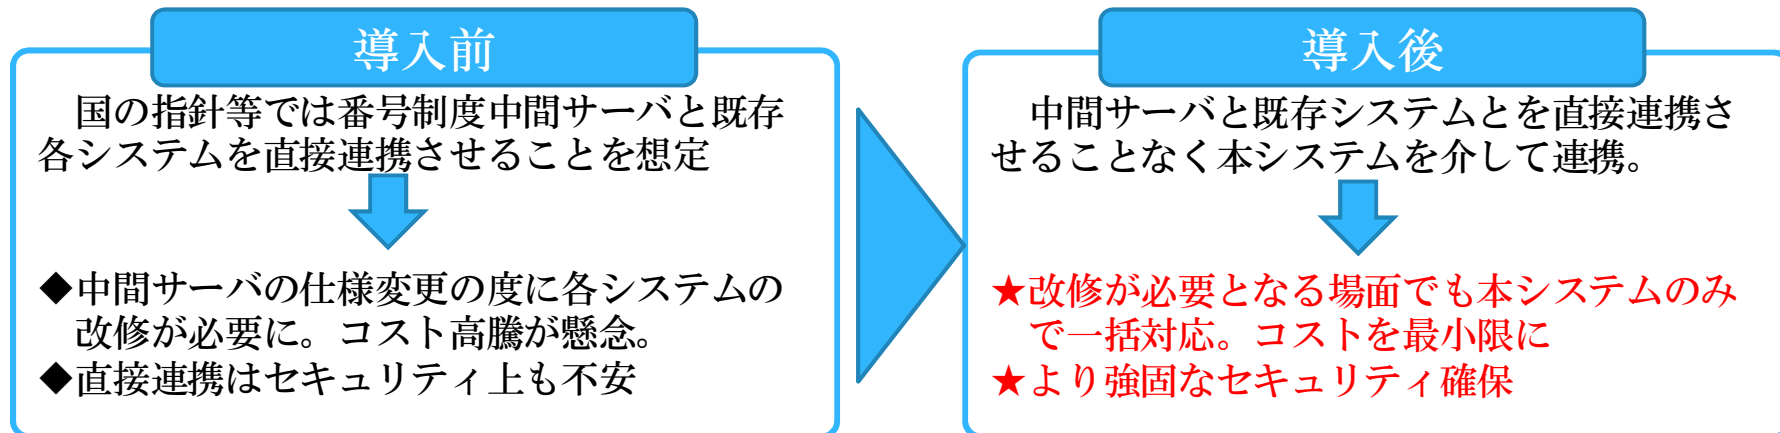 導入前
国の指針等では番号制度中間サーバと既存
各システムを直接連携させることを想定
◆中間サーバの仕様変更の度に各システムの
改修が必要に。コスト高騰が懸念。
◆直接連携はセキュリティ上も不安
導入後
中間サーバと既存システムとを直接連携さ
せることなく本システムを介して連携。
★改修が必要となる場面でも本システムのみ
で一括対応。コストを最小限に
★より強固なセキュリティ確保